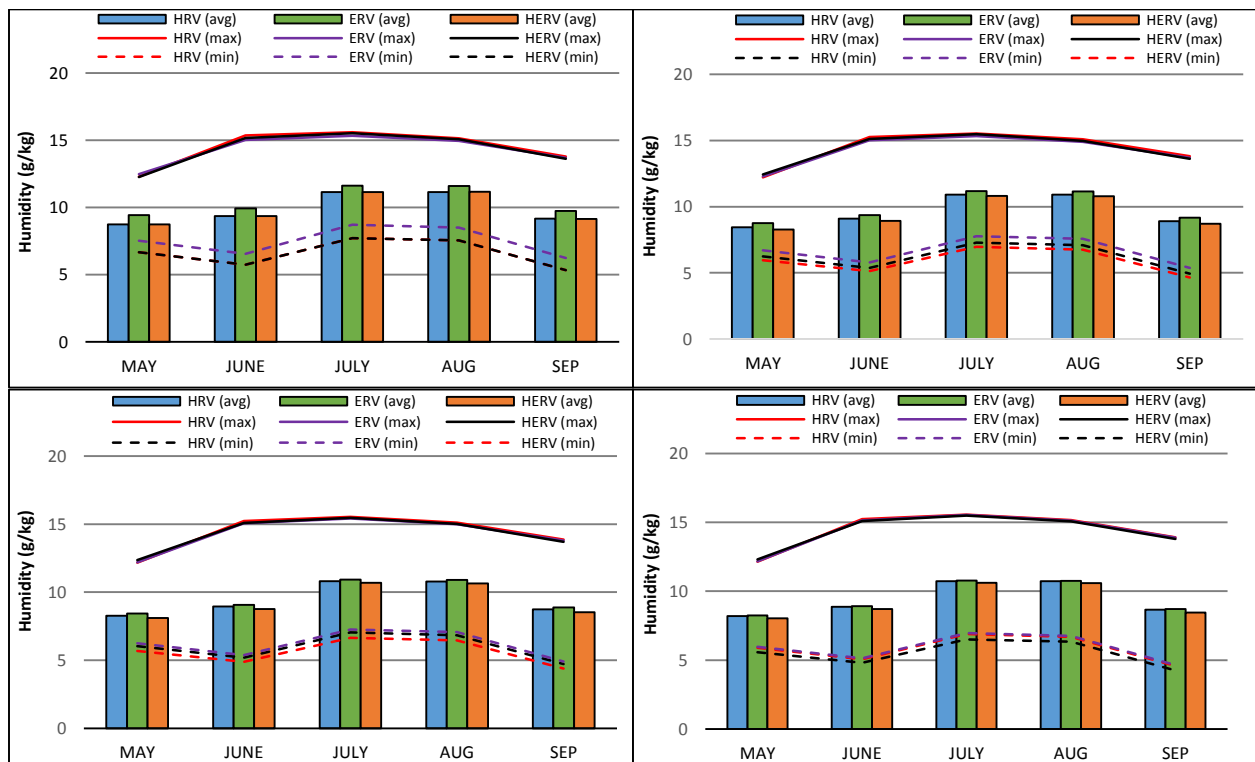 HRV (avg) ERV (avg) HERV (avg)
HRV (max) ERV (max) HERV (max)
HRV (min) ERV (min) HERV (min)
Humidity (g/kg)
20
15
10
5
0
MAY JUNE JULY AUG SEP
HRV (avg) ERV (avg) HERV (avg)
HRV (max) ERV (max) HERV (max)
HRV (min) ERV (min) HERV (min)
Humidity (g/kg)
20
15
10
5
0
MAY JUNE JULY AUG SEP
HRV (avg) ERV (avg) HERV (avg)
HRV (max) ERV (max) HERV (max)
HRV (min) ERV (min) HERV (min)
Humidity (g/kg)
20
15
10
5
0
MAY JUNE JULY AUG SEP
HRV (avg) ERV (avg) HERV (avg)
HRV (max) ERV (max) HERV (max)
HRV (min) ERV (min) HERV (min)
Humidity (g/kg)
20
15
10
5
0
MAY JUNE JULY AUG SEP